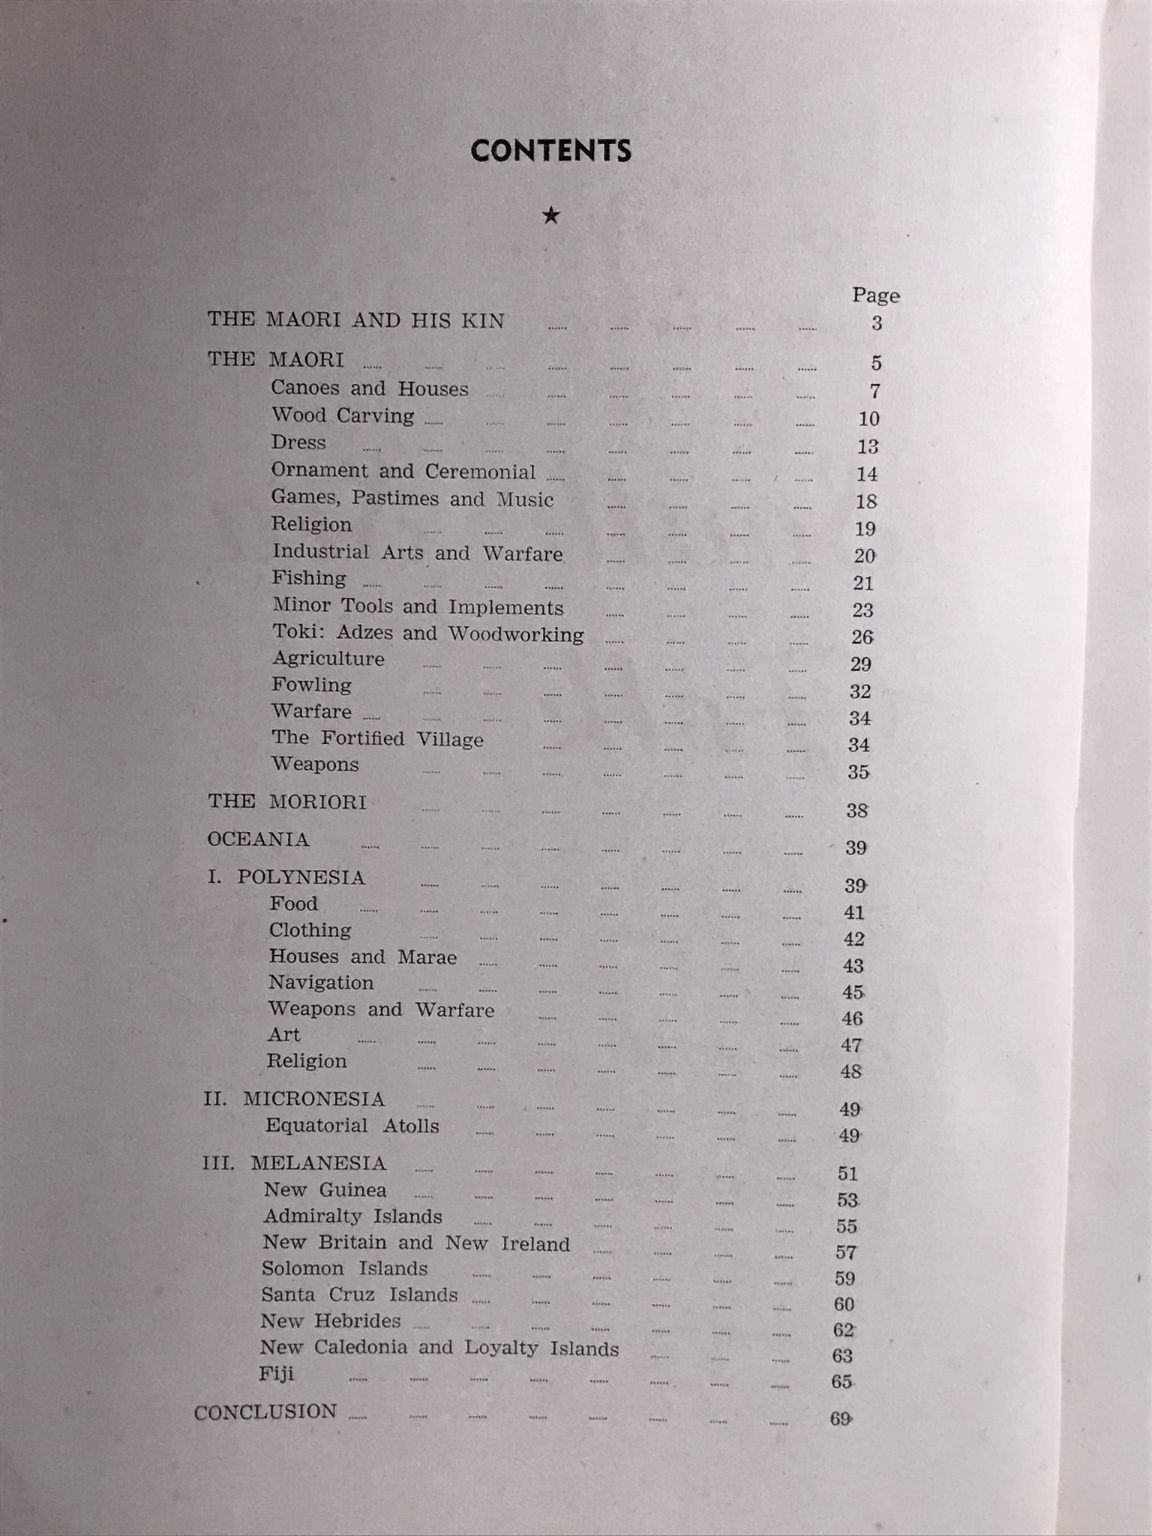 CONTENTS
★
Page
THE MAORI AND HIS KIN ...... ...... ...... ...... ...... 3
THE MAORI ...... ...... ...... ...... ...... ...... ...... ...... 5
Canoes and Houses ...... ...... ...... ...... ...... ...... 7
Wood Carving ...... ...... ...... ...... ...... ...... ...... 10
Dress ...... ...... ...... ...... ...... ...... ...... ...... 13
Ornament and Ceremonial ...... ...... ...... ...... ...... 14
Games, Pastimes and Music ...... ...... ...... ...... 18
Religion ...... ...... ...... ...... ...... ...... ...... 19
Industrial Arts and Warfare ...... ...... ...... ...... 20
Fishing ...... ...... ...... ...... ...... ...... ...... ...... 21
Minor Tools and Implements ...... ...... ...... ...... 23
Toki: Adzes and Woodworking ...... ...... ...... ...... 26
Agriculture ...... ...... ...... ...... ...... ...... ...... 29
Fowling ...... ...... ...... ...... ...... ...... ...... 32
Warfare ...... ...... ...... ...... ...... ...... ...... ...... 34
The Fortified Village ...... ...... ...... ...... ...... 34
Weapons ...... ...... ...... ...... ...... ...... ...... 35
THE MORIORI ...... ...... ...... ...... ...... ...... ...... 38
OCEANIA ...... ...... ...... ...... ...... ...... ...... ...... 39
I. POLYNESIA ...... ...... ...... ...... ...... ...... ...... 39
Food ...... ...... ...... ...... ...... ...... ...... ...... 41
Clothing ...... ...... ...... ...... ...... ...... ...... 42
Houses and Marae ...... ...... ...... ...... ...... ...... 43
Navigation ...... ...... ...... ...... ...... ...... ...... 45
Weapons and Warfare ...... ...... ...... ...... ...... 46
Art ...... ...... ...... ...... ...... ...... ...... ...... 47
Religion ...... ...... ...... ...... ...... ...... ...... 48
II. MICRONESIA ...... ...... ...... ...... ...... ...... ...... 49
Equatorial Atolls ...... ...... ...... ...... ...... ...... 49
III. MELANESIA ...... ...... ...... ...... ...... ...... ...... 51
New Guinea ...... ...... ...... ...... ...... ...... ...... 53
Admiralty Islands ...... ...... ...... ...... ...... ...... 55
New Britain and New Ireland ...... ...... ...... ...... 57
Solomon Islands ...... ...... ...... ...... ...... ...... 59
Santa Cruz Islands ...... ...... ...... ...... ...... ...... 60
New Hebrides ...... ...... ...... ...... ...... ...... ...... 62
New Caledonia and Loyalty Islands ...... ...... ...... 63
Fiji ...... ...... ...... ...... ...... ...... ...... ...... 65
CONCLUSION ...... ...... ...... ...... ...... ...... ...... ...... 69